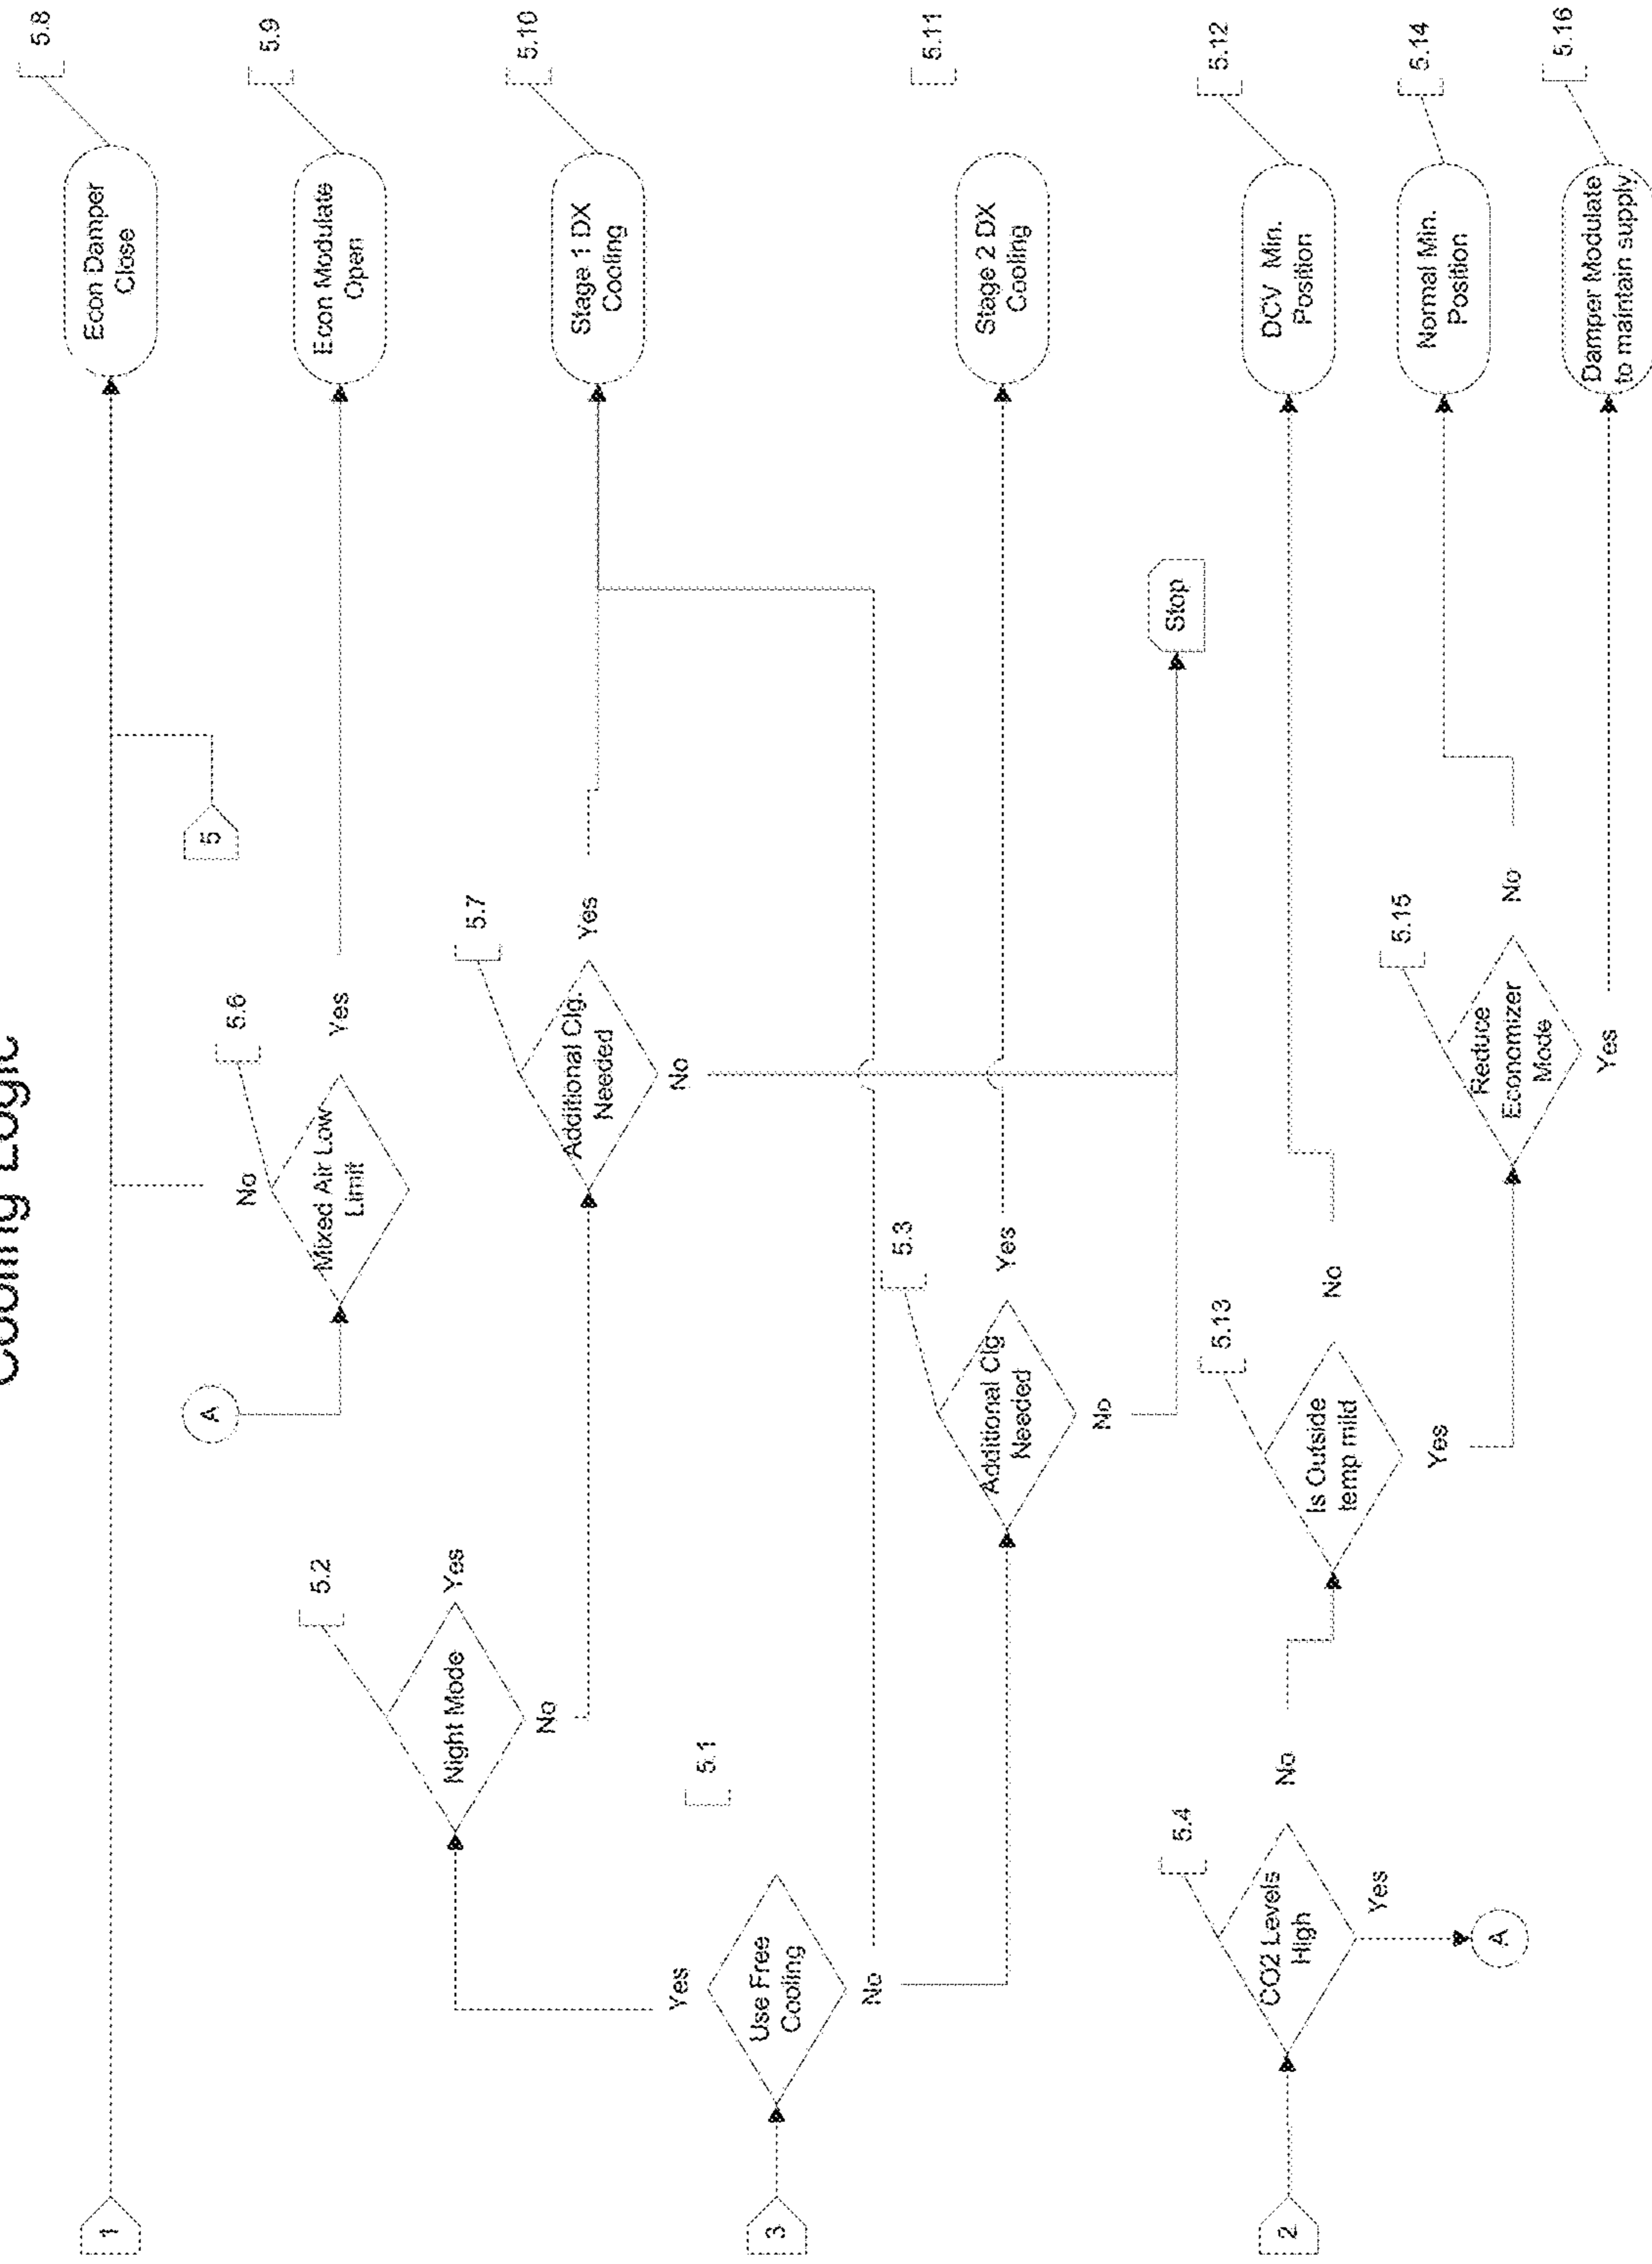 Cooling Logic
1
Econ Damper
Close
5.8
5
A
No
Mixed Air Low
Limit
5.6
Yes
Econ Modulate
Open
5.9
Night Mode
5.2
Yes
No
Additional Clg.
Needed
5.7
Yes
No
Stage 1 DX
Cooling
5.10
3
Yes
Use Free
Cooling
5.1
No
Additional Clg
Needed
5.3
Yes
No
Stage 2 DX
Cooling
5.11
Stop
2
CO2 Levels
High
5.4
No
Yes
A
Is Outside
temp mild
5.13
No
Yes
DCV Min.
Position
5.12
Reduce
Economizer
Mode
5.15
No
Yes
Normal Min.
Position
5.14
Damper Modulate
to maintain supply
5.16